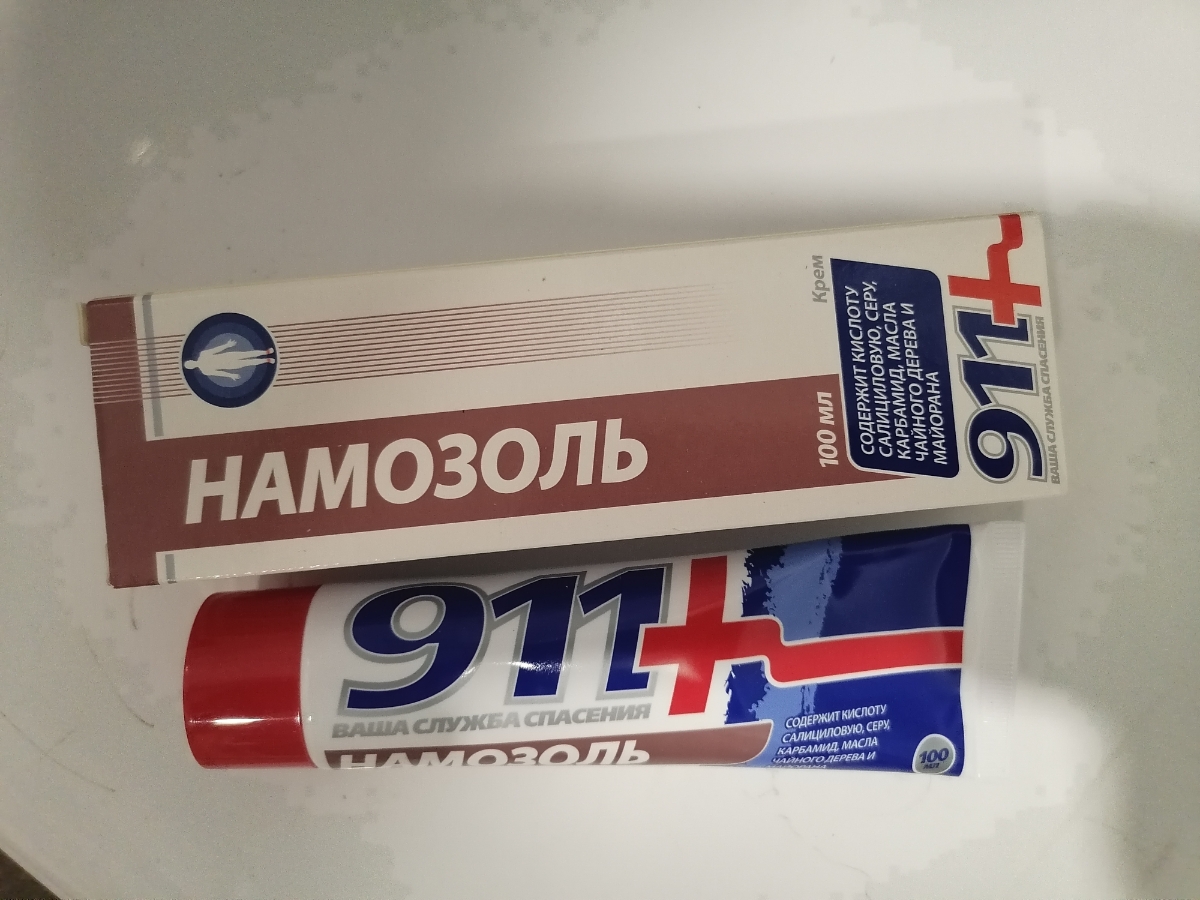 Крем
НАМОЗОЛЬ
100 мл
СОДЕРЖИТ КИСЛОТУ
САЛИЦИЛОВУЮ, СЕРУ,
КАРБАМИД, МАСЛА
ЧАЙНОГО ДЕРЕВА И
МАЙОРАНА
911+
ВАША СЛУЖБА СПАСЕНИЯ
911+
ВАША СЛУЖБА СПАСЕНИЯ
НАМОЗОЛЬ
СОДЕРЖИТ КИСЛОТУ
САЛИЦИЛОВУЮ, СЕРУ,
КАРБАМИД, МАСЛА
ЧАЙНОГО ДЕРЕВА И
100
МЛ